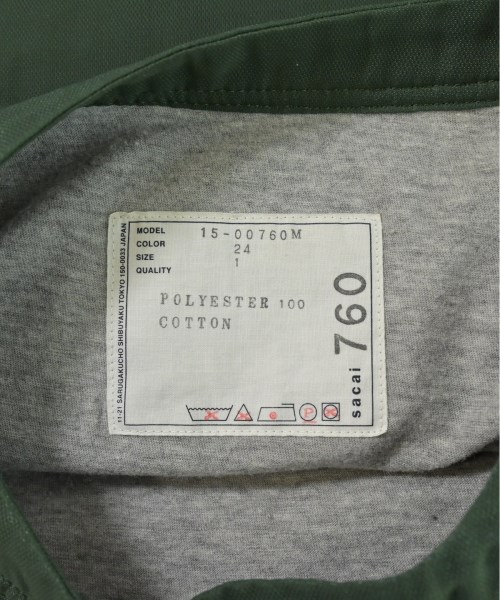 MODEL 15-00760M
COLOR 24
SIZE 1
QUALITY
POLYESTER 100
COTTON
P
sacai 760
11-21 SARUGAKUCHO SHIBUYAKU TOKYO 150-0033 JAPAN